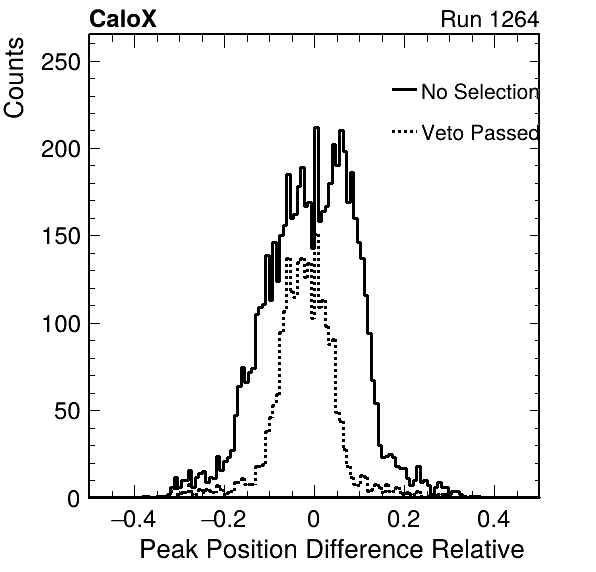 CaloX Run 1264
Counts
250
200
150
100
50
0
No Selection
Veto Passed
−0.4 −0.2 0 0.2 0.4
Peak Position Difference Relative